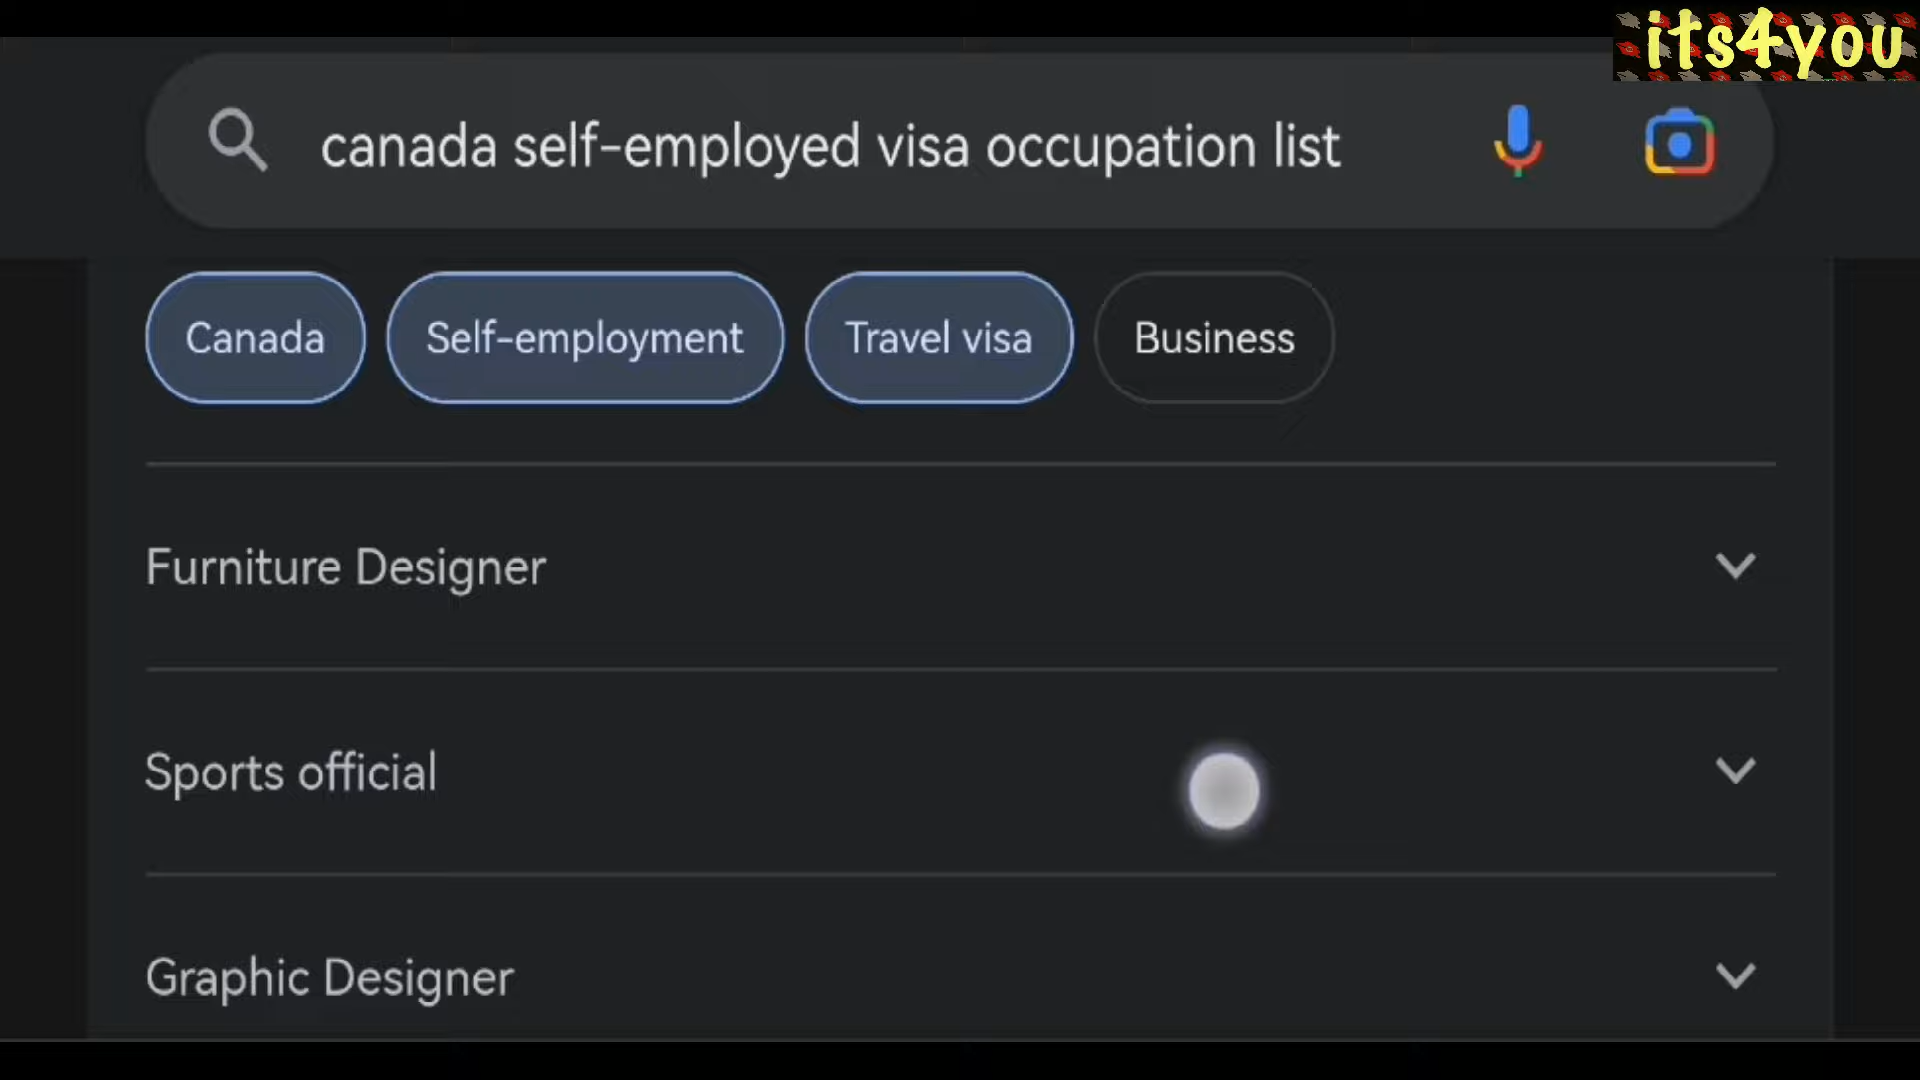 its4you
canada self-employed visa occupation list
Canada
Self-employment
Travel visa
Business
Furniture Designer
Sports official
Graphic Designer